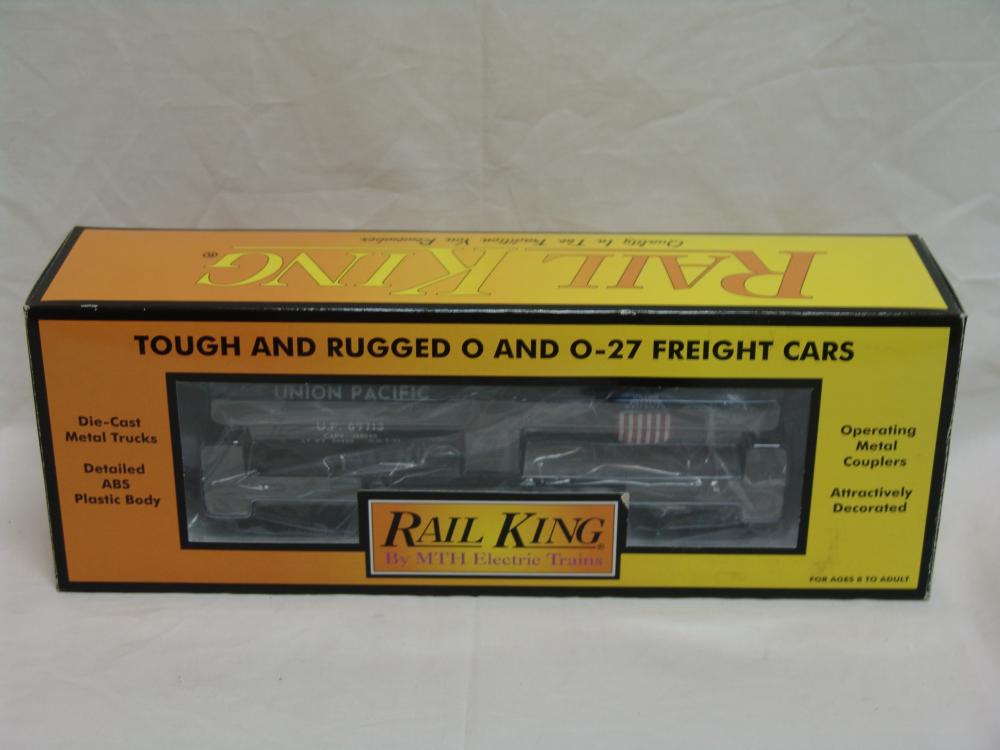 RAIL KING®
Quality In The Tradition You Remember
TOUGH AND RUGGED O AND O-27 FREIGHT CARS
Die-Cast
Metal Trucks
Detailed
ABS
Plastic Body
UNION PACIFIC
U.P. 69713
Operating
Metal
Couplers
Attractively
Decorated
RAIL KING®
By MTH Electric Trains
FOR AGES 8 TO ADULT